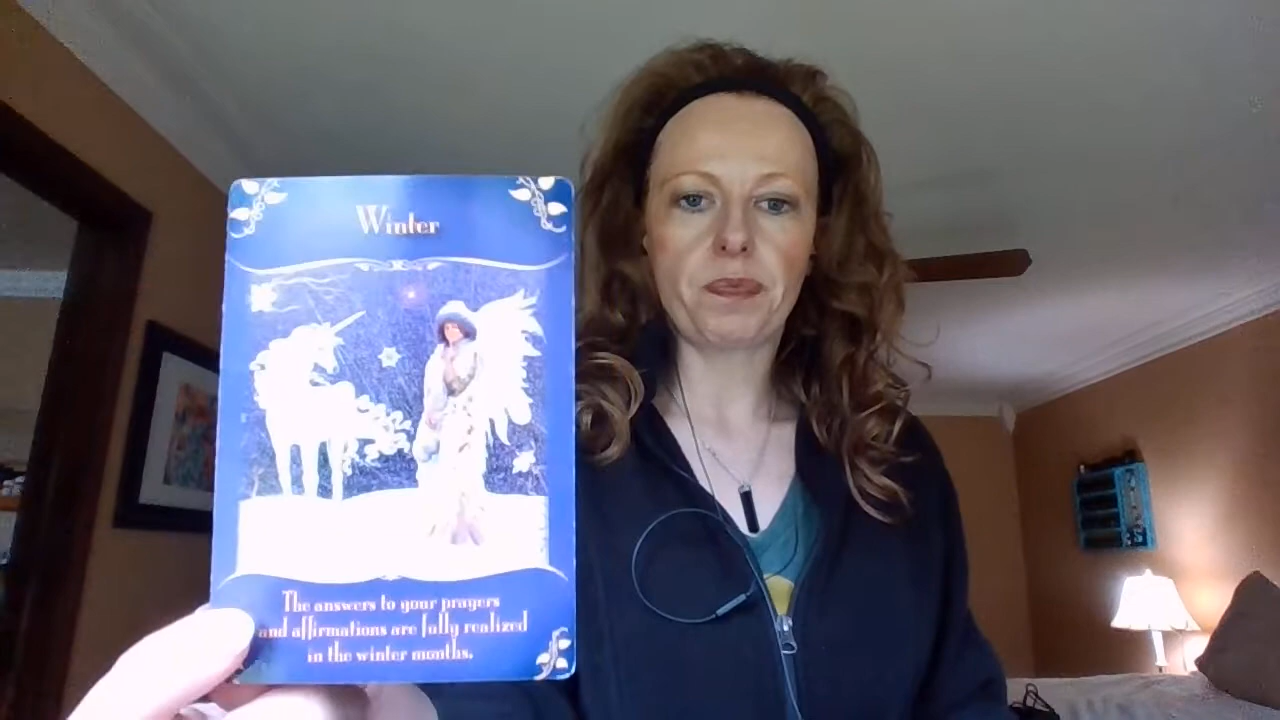 Winter
The answers to your prayers
and affirmations are fully realized
in the winter months.